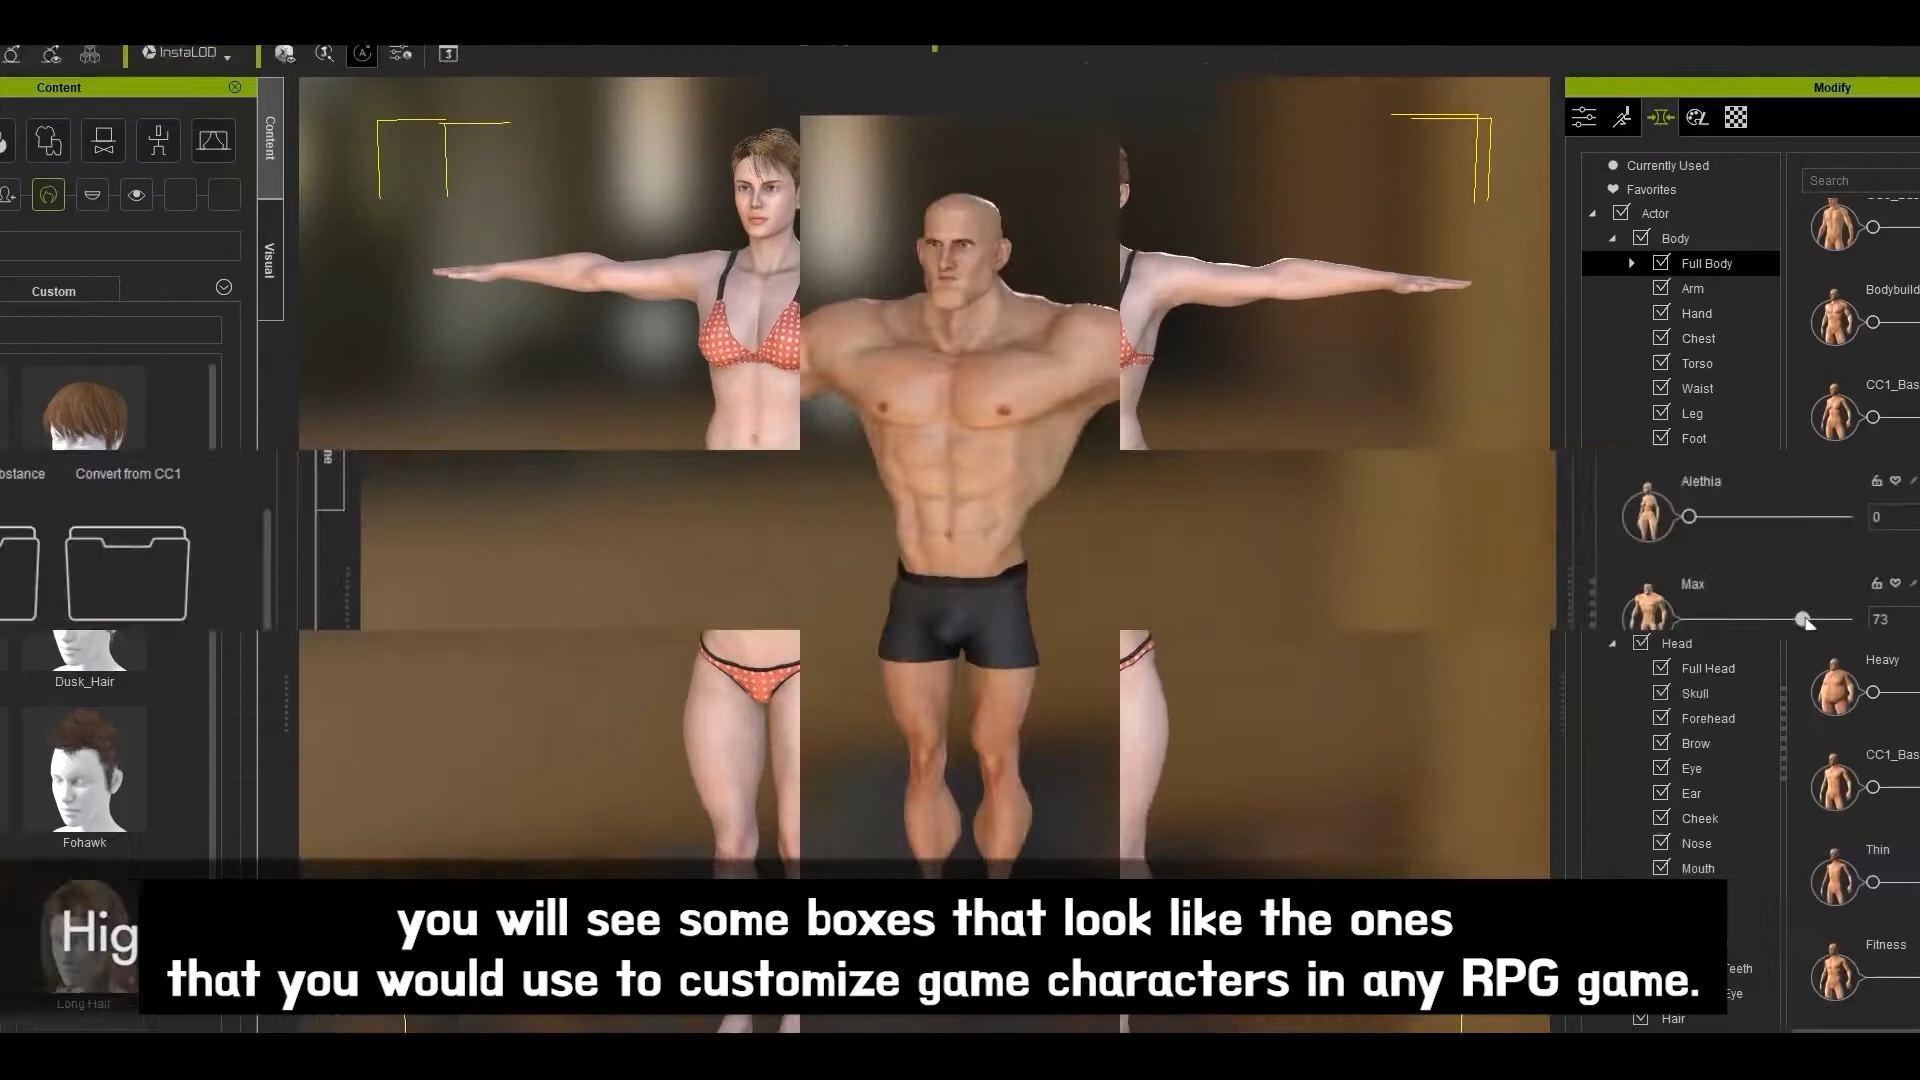 InstaLOD
Content
Content
Visual
Custom
Convert from CC1
Dusk_Hair
Fohawk
Long Hair
Hig
Modify
Currently Used
Favorites
Actor
Body
Full Body
Arm
Hand
Chest
Torso
Waist
Leg
Foot
Search
Bodybuild
CC1_Bas
Alethia
0
Max
73
Head
Full Head
Skull
Forehead
Brow
Eye
Ear
Cheek
Nose
Mouth
Teeth
Eye
Hair
Heavy
CC1_Bas
Thin
Fitness
you will see some boxes that look like the ones
that you would use to customize game characters in any RPG game.